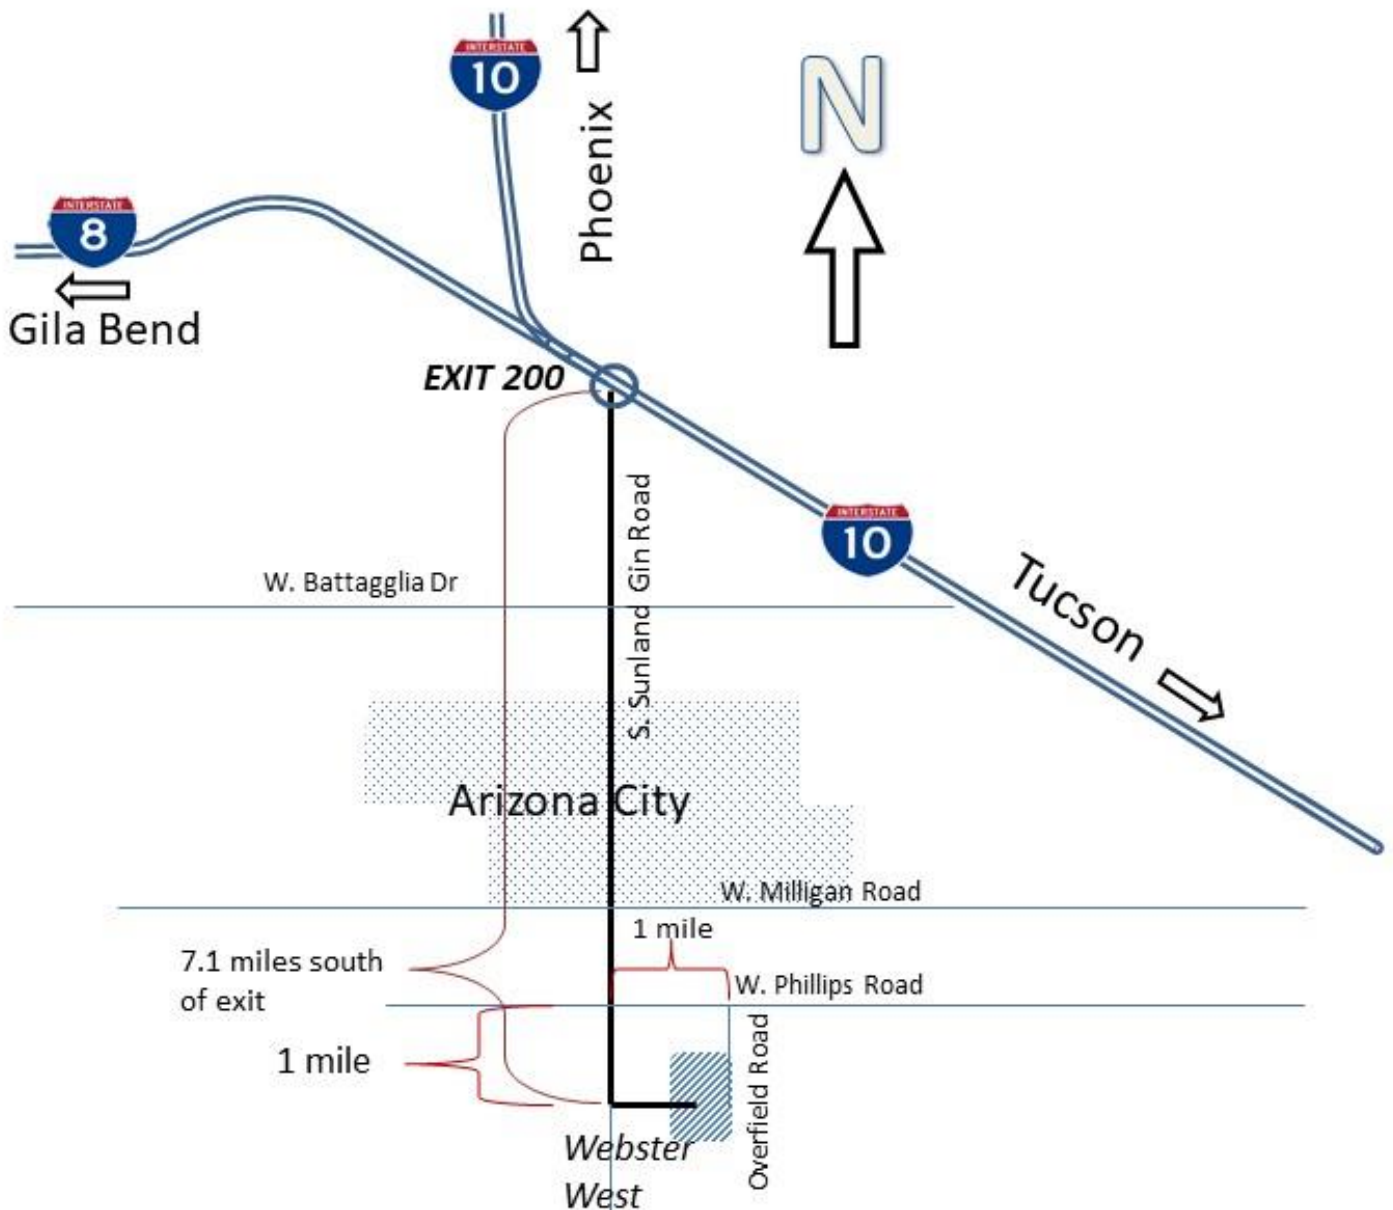 INTERSTATE
10
Phoenix
N
INTERSTATE
8
Gila Bend
EXIT 200
S. Sunland Gin Road
INTERSTATE
10
Tucson
W. Battagglia Dr
Arizona City
W. Milligan Road
1 mile
7.1 miles south
of exit
W. Phillips Road
1 mile
Overfield Road
Webster
West